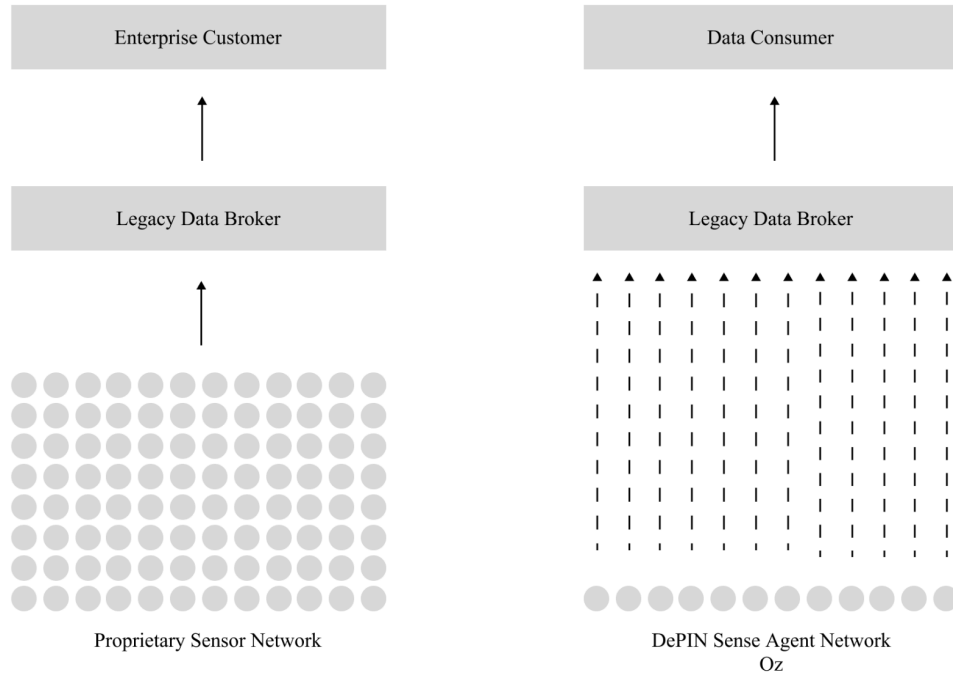 Enterprise Customer
Legacy Data Broker
Proprietary Sensor Network
Data Consumer
Legacy Data Broker
DePIN Sense Agent Network
Oz